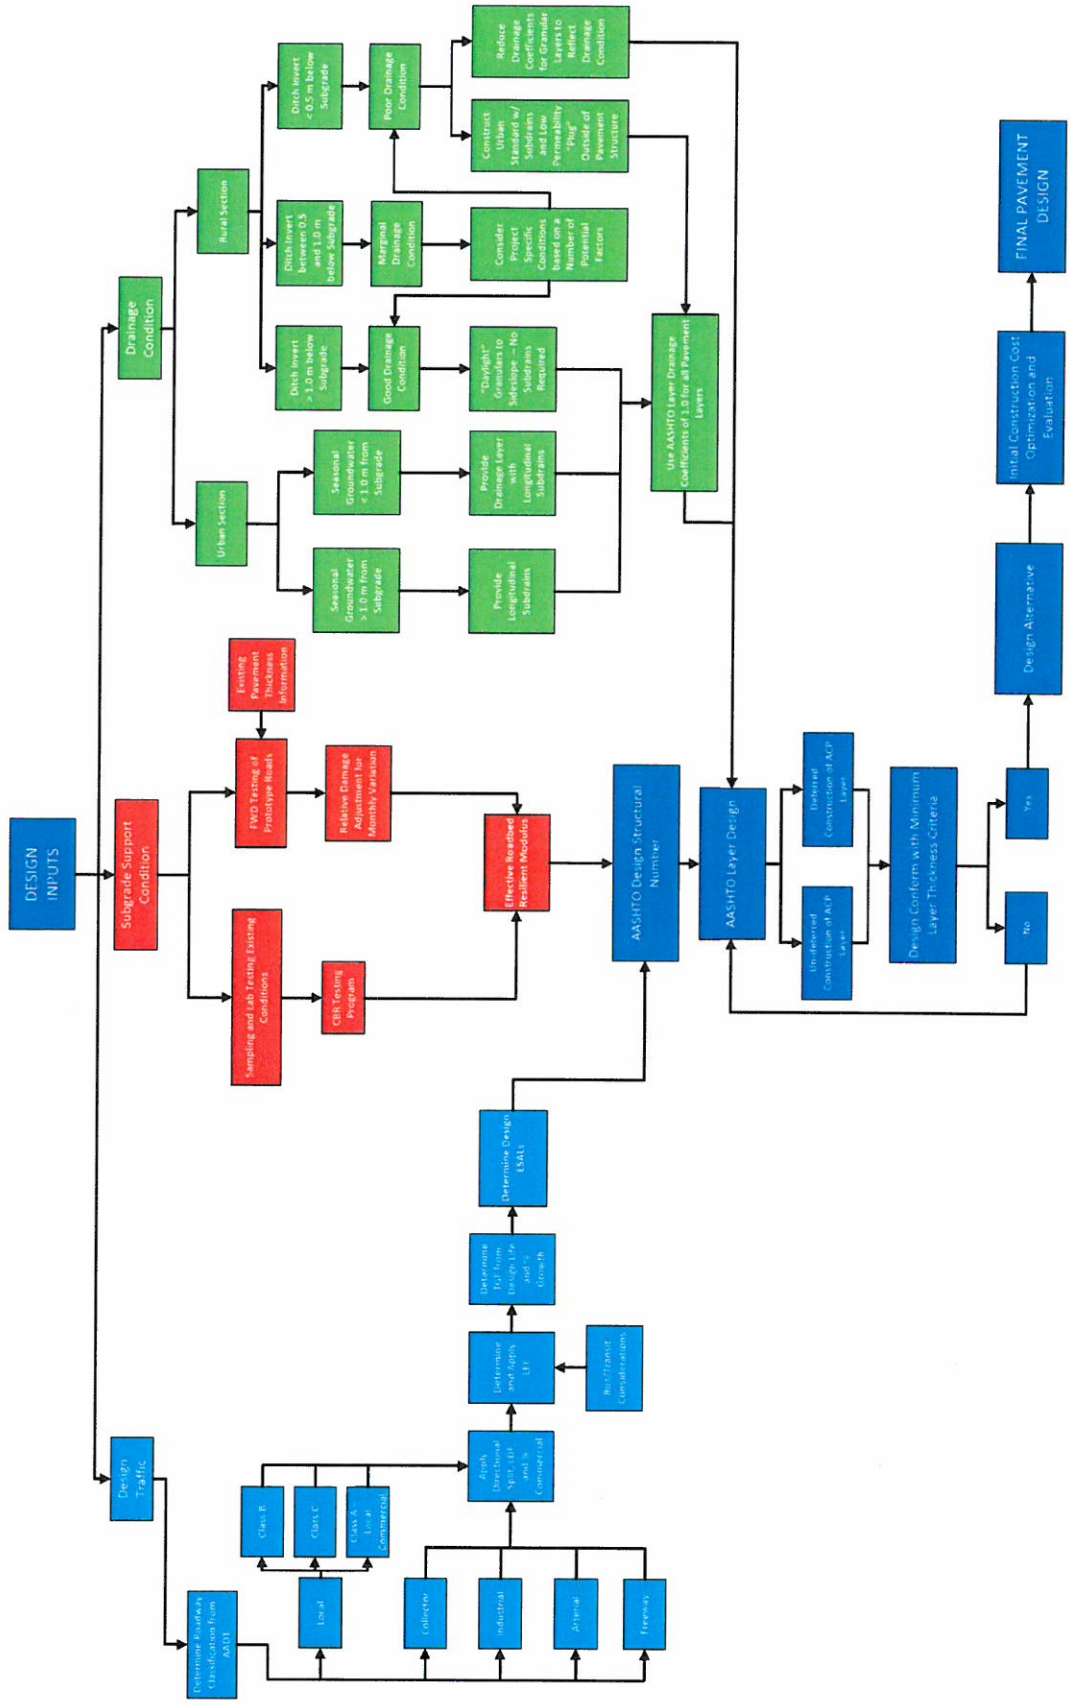 DESIGN
INPUTS
Design
Traffic
Determine Roadway
Classification from
AADT
Local
Class B
Class C
Class A –
Local
Commercial
Collector
Industrial
Arterial
Freeway
Apply
Directional
Split, LDF
and %
Commercial
Determine
and Apply
LEF
Bus/Transit
Considerations
Determine
TGF from
Design Life
and %
Growth
Determine Design
ESALs
Subgrade Support
Condition
Sampling and Lab Testing Existing
Conditions
CBR Testing
Program
FWD Testing of
Prototype Roads
Existing
Pavement
Thickness
Information
Relative Damage
Adjustment for
Monthly Variation
Effective Roadbed
Resilient Modulus
Drainage
Condition
Urban Section
Seasonal
Groundwater
> 1.0 m from
Subgrade
Provide
Longitudinal
Subdrains
Seasonal
Groundwater
< 1.0 m from
Subgrade
Provide
Drainage Layer
with
Longitudinal
Subdrains
Rural Section
Ditch Invert
> 1.0 m below
Subgrade
Good Drainage
Condition
"Daylight"
Granulars to
Sideslope – No
Subdrains
Required
Ditch Invert
between 0.5
and 1.0 m
below Subgrade
Marginal
Drainage
Condition
Consider
Project
Specific
Conditions
based on a
Number of
Potential
Factors
Ditch Invert
< 0.5 m below
Subgrade
Poor Drainage
Condition
Construct
Urban
Standard w/
Subdrains
and Low
Permeability
"Plug"
Outside of
Pavement
Structure
Reduce
Drainage
Coefficients
for Granular
Layers to
Reflect
Drainage
Condition
Use AASHTO Layer Drainage
Coefficients of 1.0 for all Pavement
Layers
AASHTO Design Structural
Number
AASHTO Layer Design
Un-deferred
Construction of ACP
Layer
Deferred
Construction of ACP
Layer
Design Conform with Minimum
Layer Thickness Criteria
No
Yes
Design Alternative
Initial Construction Cost
Optimization and
Evaluation
FINAL PAVEMENT
DESIGN